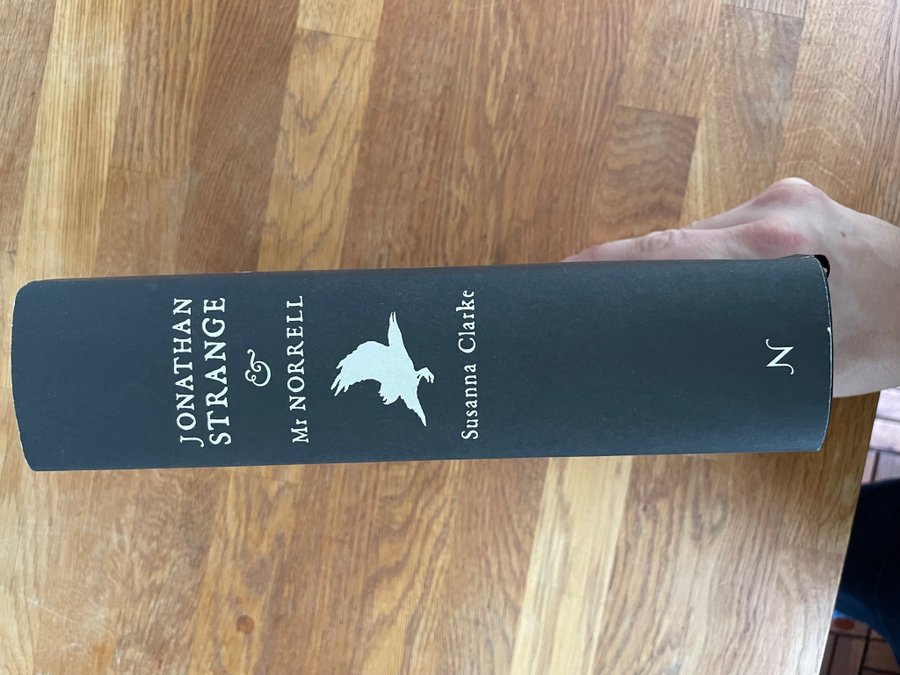 JONATHAN
STRANGE
&
Mr NORRELL
Susanna Clarke
N